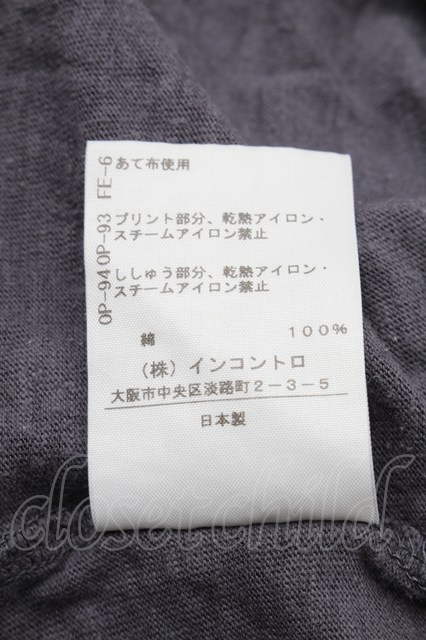 FE-6 あて布使用
OP-93 プリント部分、乾熱アイロン・
スチームアイロン禁止
OP-94 ししゅう部分、乾熱アイロン・
スチームアイロン禁止
綿 100%
(株)インコントロ
大阪市中央区淡路町2-3-5
日本製
closet child